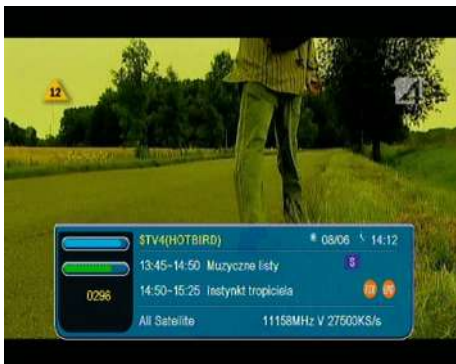 12
$TV4(HOTBIRD) 08/06 14:12
13:45-14:50 Muzyczne listy S
14:50-15:25 Instynkt tropiciela
0296
All Satellite 11158MHz V 27500KS/s